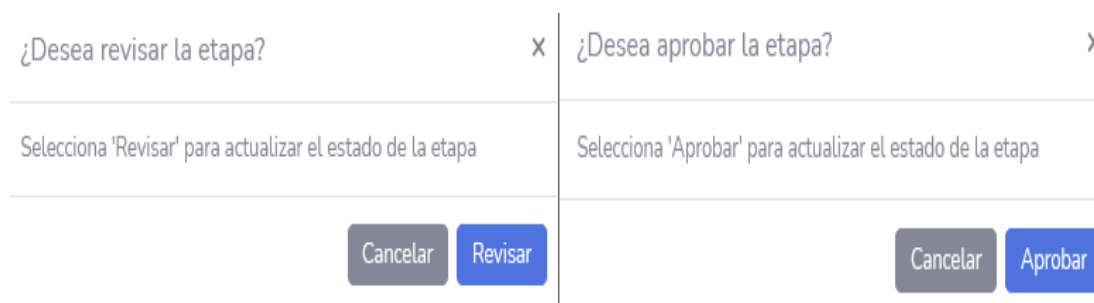 ¿Desea revisar la etapa? X
Selecciona 'Revisar' para actualizar el estado de la etapa
Cancelar Revisar
¿Desea aprobar la etapa?
Selecciona 'Aprobar' para actualizar el estado de la etapa
Cancelar Aprobar